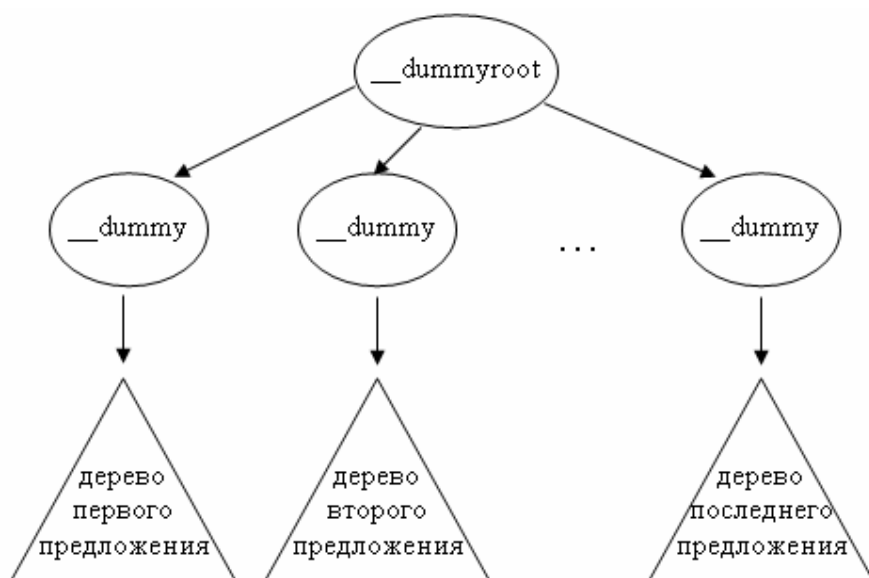 __dummyroot
__dummy
__dummy
...
__dummy
дерево
первого
предложения
дерево
второго
предложения
дерево
последнего
предложения